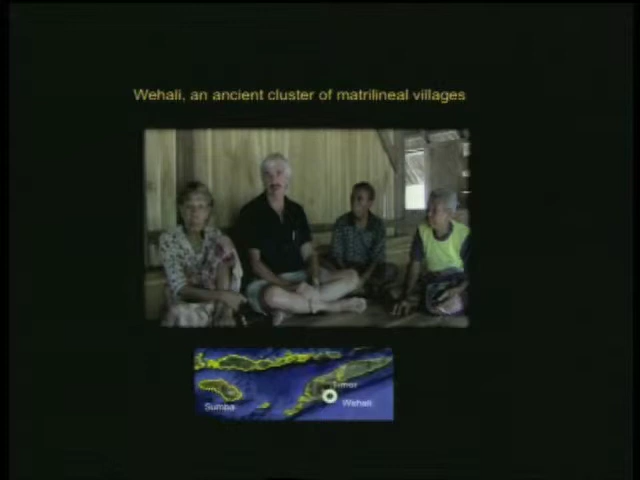 Wehali, an ancient cluster of matrilineal villages
Timor
Sumba
Wehali